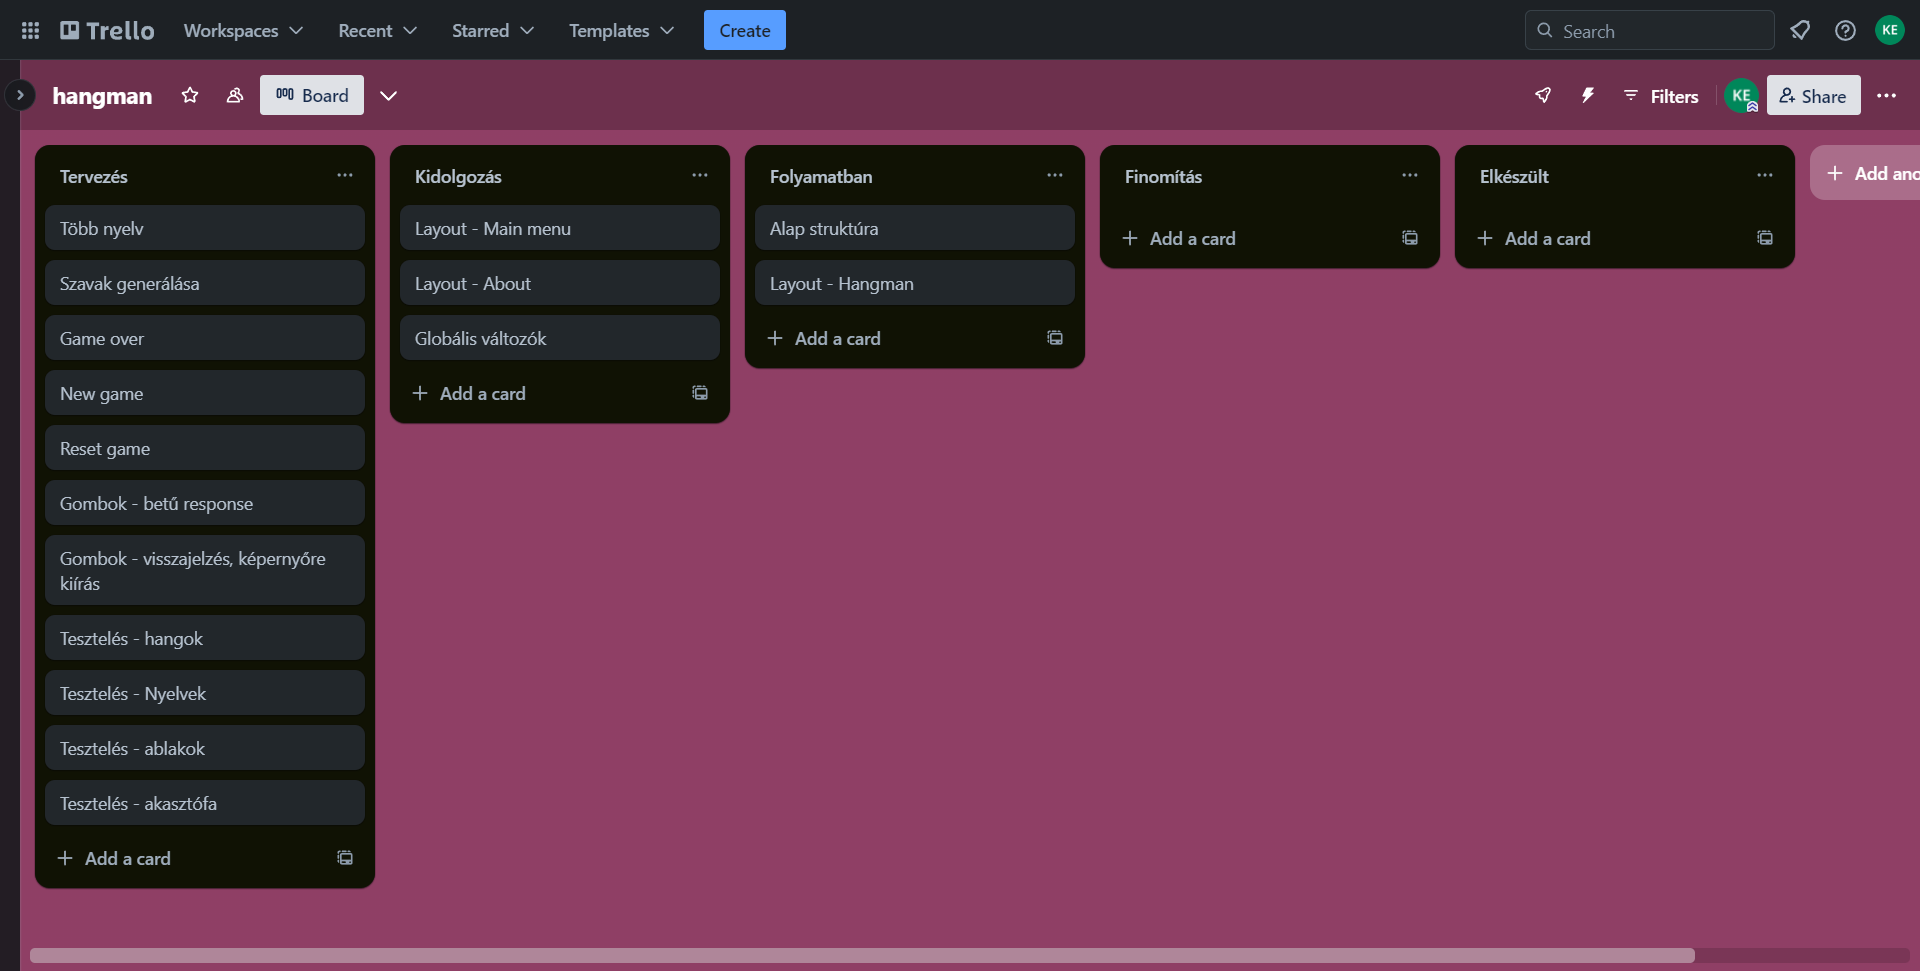 Trello
Workspaces
Recent
Starred
Templates
Create
Search
KE
hangman
Board
Filters
KE
Share
Tervezés
Több nyelv
Szavak generálása
Game over
New game
Reset game
Gombok - betű response
Gombok - visszajelzés, képernyőre
kiírás
Tesztelés - hangok
Tesztelés - Nyelvek
Tesztelés - ablakok
Tesztelés - akasztófa
Add a card
Kidolgozás
Layout - Main menu
Layout - About
Globális változók
Add a card
Folyamatban
Alap struktúra
Layout - Hangman
Add a card
Finomítás
Add a card
Elkészült
Add a card
Add ano